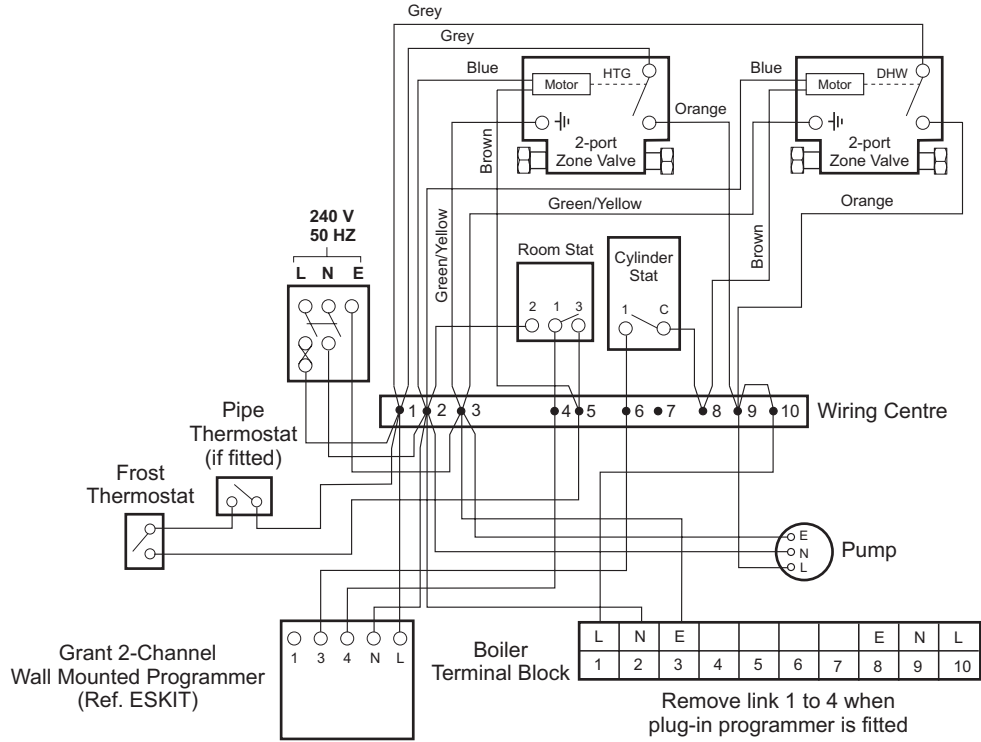 Grey
Grey
Blue
Motor
HTG
Orange
2-port
Zone Valve
Brown
Blue
Motor
DHW
2-port
Zone Valve
Orange
Green/Yellow
Green/Yellow
Brown
240 V
50 HZ
L N E
Room Stat
2 1 3
Cylinder
Stat
1 C
1 2 3 4 5 6 7 8 9 10
Wiring Centre
Pipe
Thermostat
(if fitted)
Frost
Thermostat
E
N
L
Pump
Grant 2-Channel
Wall Mounted Programmer
(Ref. ESKIT)
1 3 4 N L
Boiler
Terminal Block
L N E E N L
1 2 3 4 5 6 7 8 9 10
Remove link 1 to 4 when
plug-in programmer is fitted